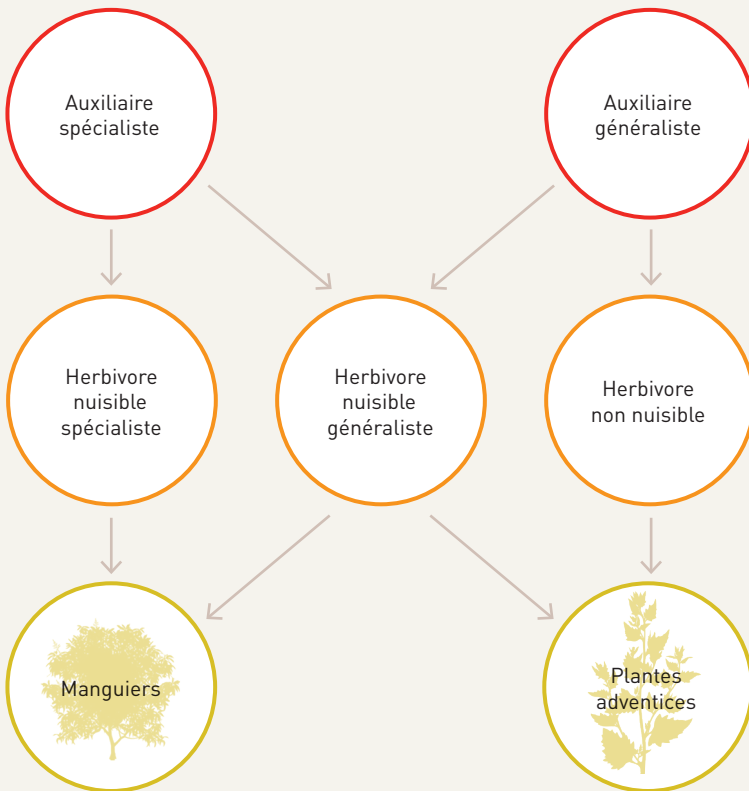 Auxiliaire
spécialiste
Auxiliaire
généraliste
Herbivore
nuisible
spécialiste
Herbivore
nuisible
généraliste
Herbivore
non nuisible
Manguiers
Plantes
adventices